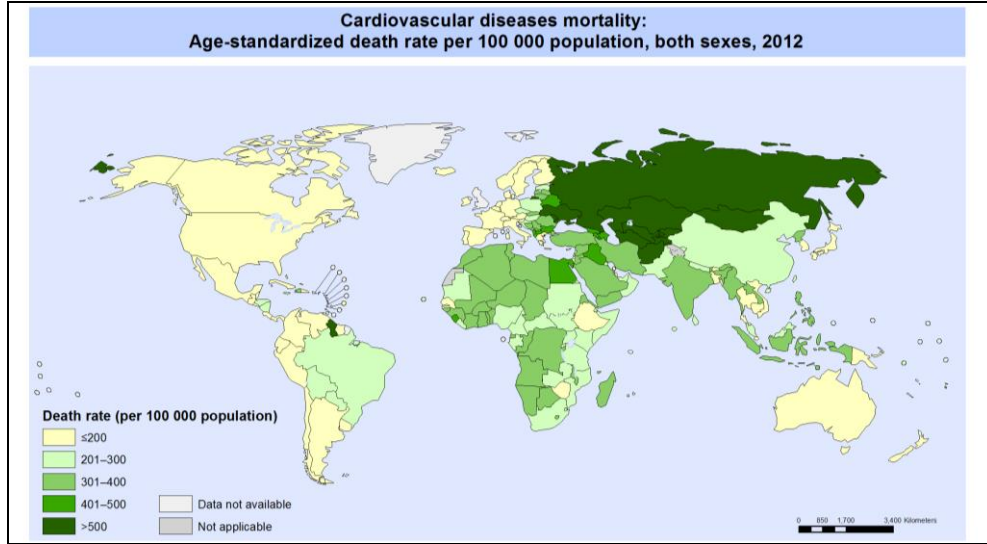 Cardiovascular diseases mortality:
Age-standardized death rate per 100 000 population, both sexes, 2012
Death rate (per 100 000 population)
≤200
201–300
301–400
401–500
>500
Data not available
Not applicable
0 850 1,700 3,400 Kilometers